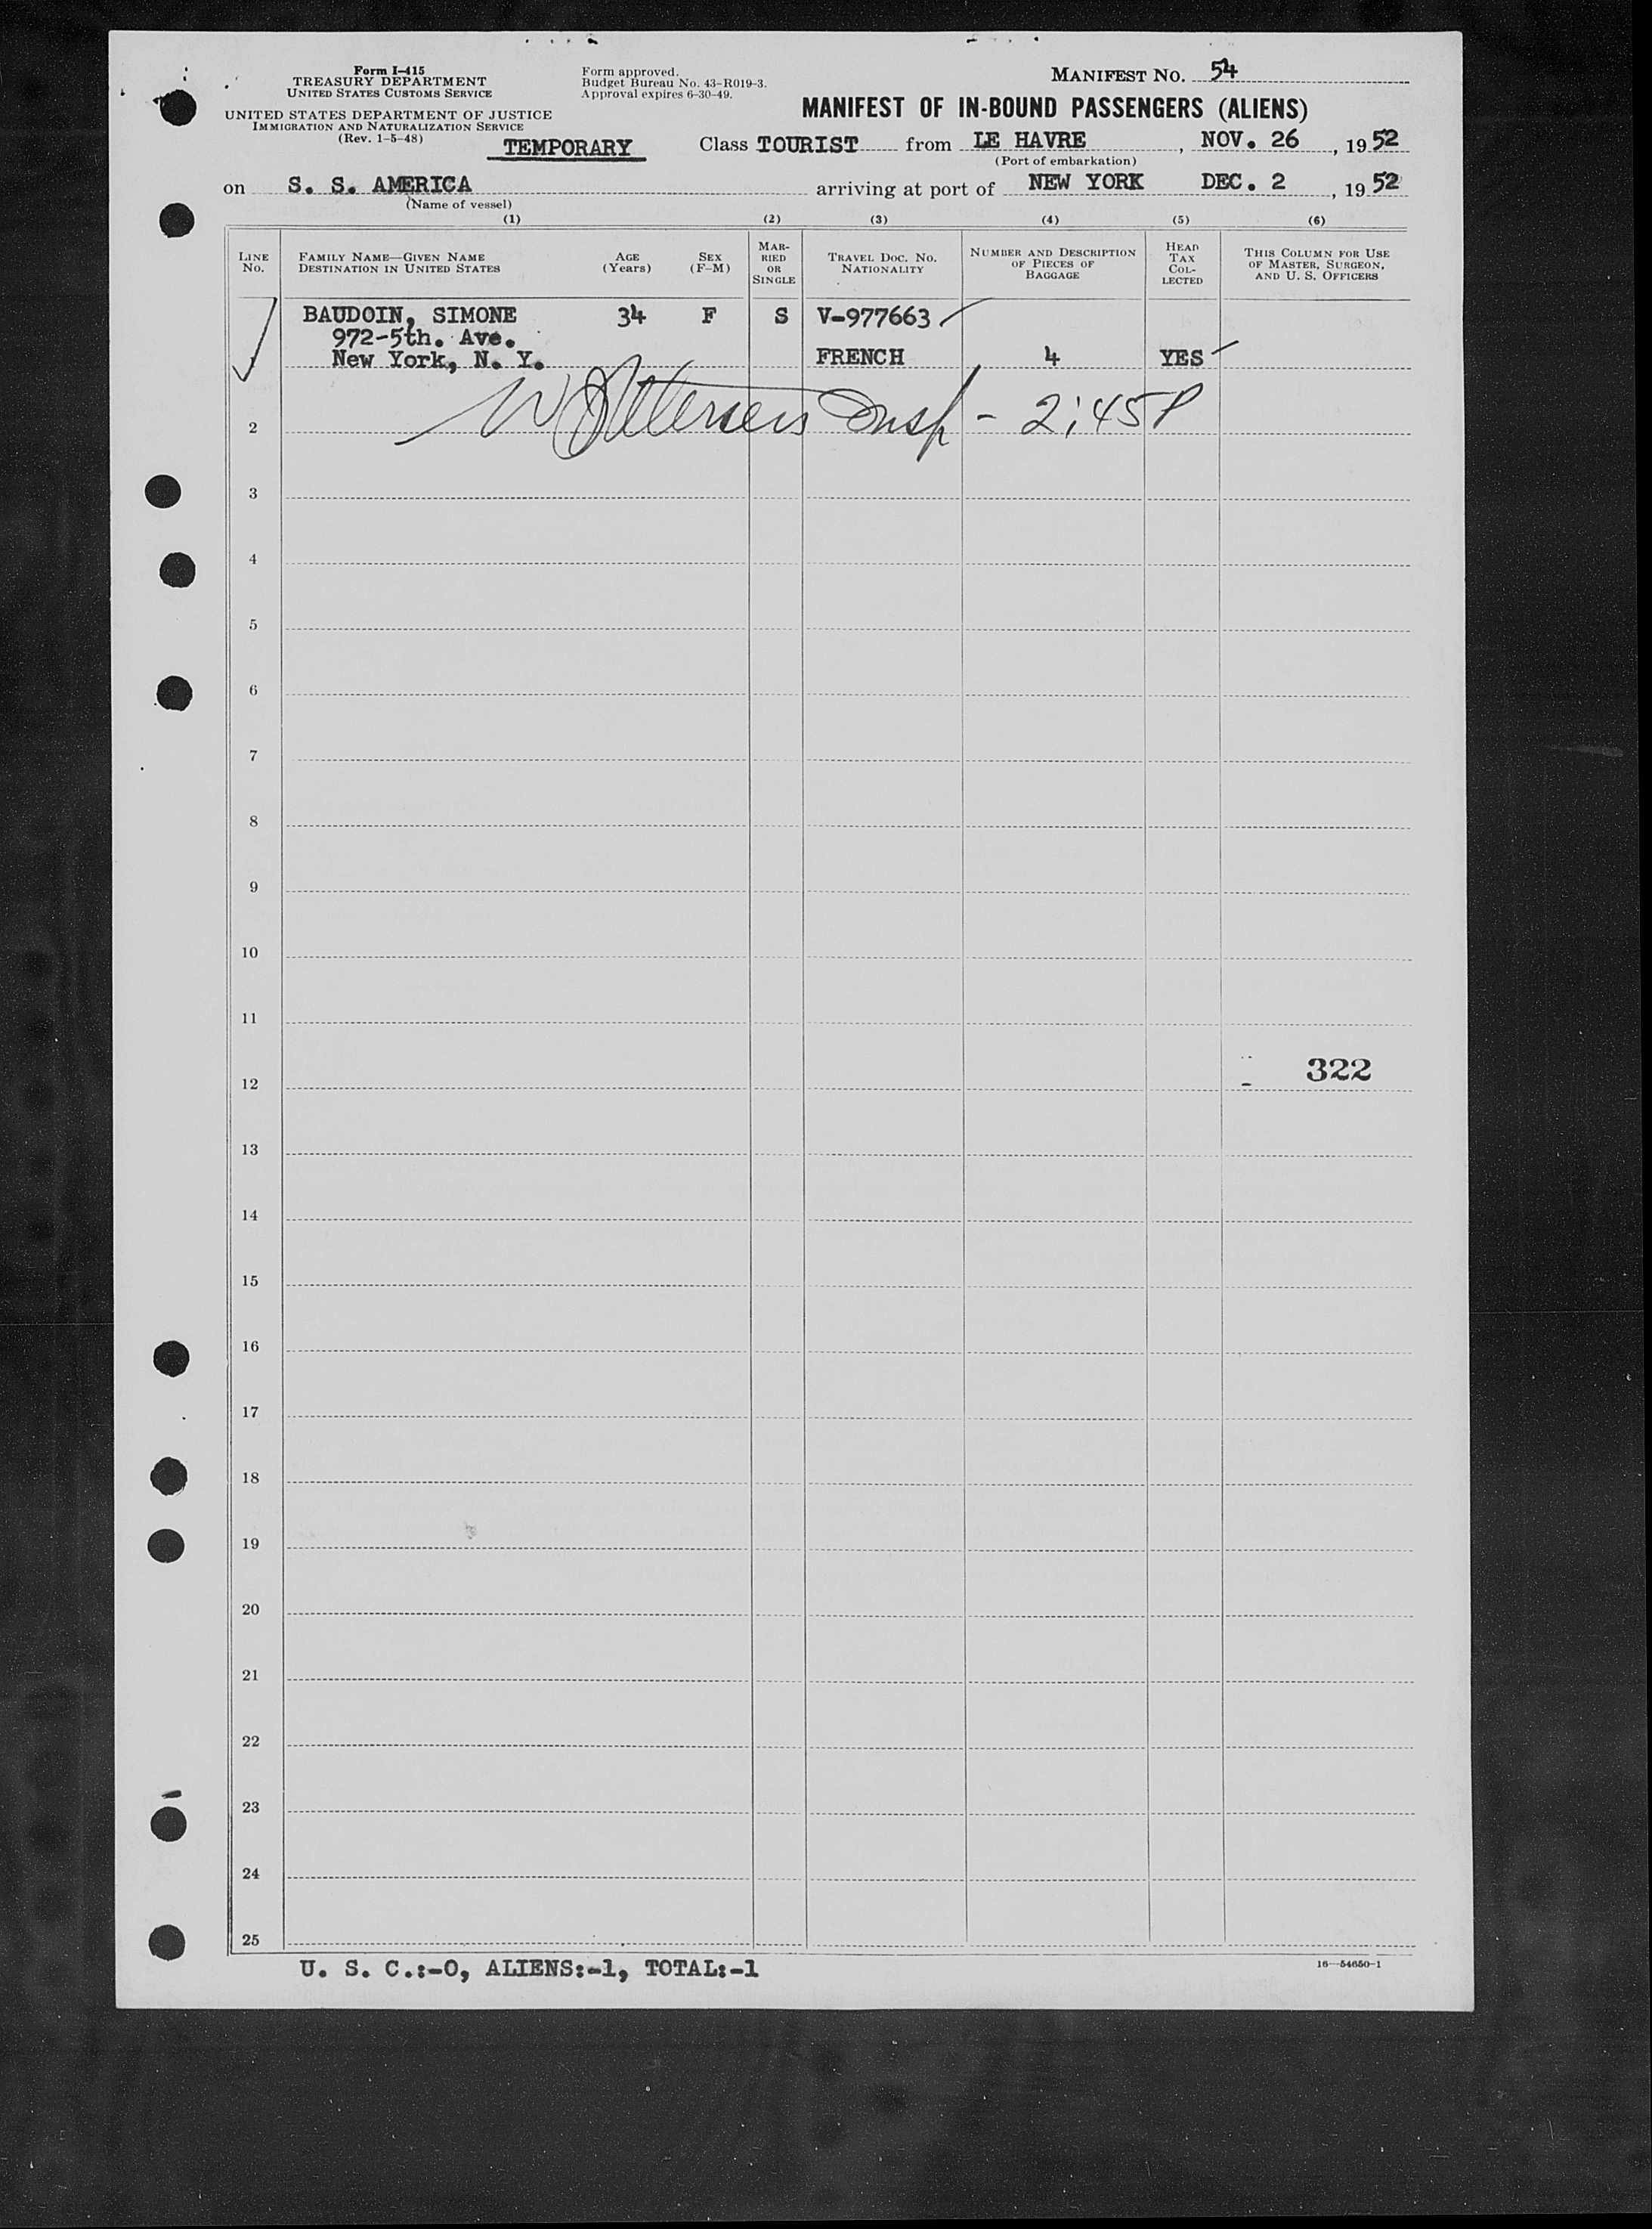 Form I-415
TREASURY DEPARTMENT
UNITED STATES CUSTOMS SERVICE
UNITED STATES DEPARTMENT OF JUSTICE
IMMIGRATION AND NATURALIZATION SERVICE
(Rev. 1-5-48)
Form approved.
Budget Bureau No. 43-R019-3.
Approval expires 6-30-49.
MANIFEST NO. 54
MANIFEST OF IN-BOUND PASSENGERS (ALIENS)
TEMPORARY Class TOURIST from LE HAVRE, NOV. 26, 1952
(Port of embarkation)
on S. S. AMERICA arriving at port of NEW YORK DEC. 2, 1952
(Name of vessel)
(1) (2) (3) (4) (5) (6)
LINE No.
FAMILY NAME—GIVEN NAME
DESTINATION IN UNITED STATES
AGE (Years)
SEX (F-M)
MARRIED OR SINGLE
TRAVEL DOC. NO. NATIONALITY
NUMBER AND DESCRIPTION OF PIECES OF BAGGAGE
HEAD TAX COLLECTED
THIS COLUMN FOR USE OF MASTER, SURGEON, AND U. S. OFFICERS
BAUDOIN, SIMONE 34 F S V-977663
972-5th. Ave.
New York, N. Y. FRENCH 4 YES
Insp - 2:45P
2
3
4
5
6
7
8
9
10
11
322
12
13
14
15
16
17
18
19
20
21
22
23
24
25
U. S. C.:-0, ALIENS:-1, TOTAL:-1
16—54650-1